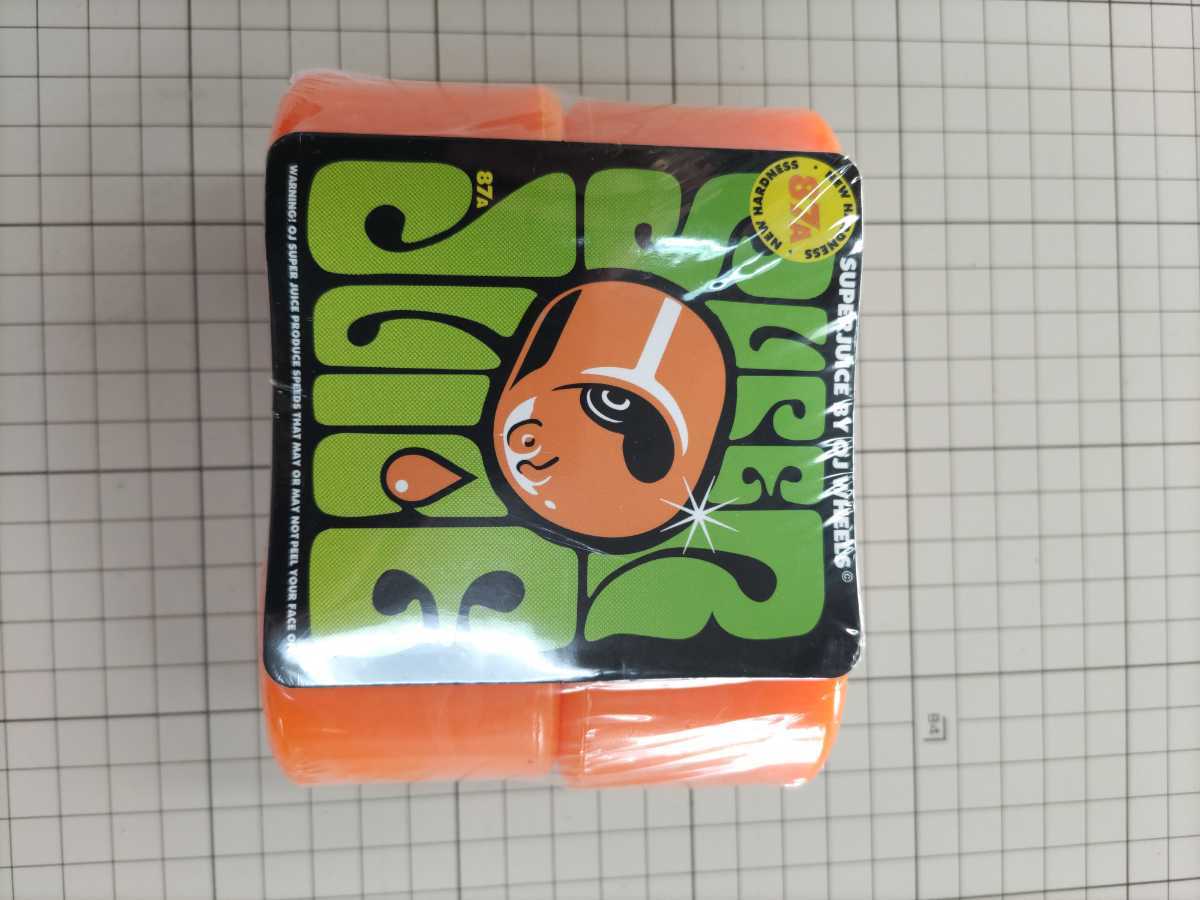 SUPERJUICE BY OJ WHEELS©
NEW HARDNESS · NEW HARDNESS ·
87A
SUPER
JUICE
87A
WARNING! OJ SUPER JUICE PRODUCE SPEEDS THAT MAY OR MAY NOT PEEL YOUR FACE